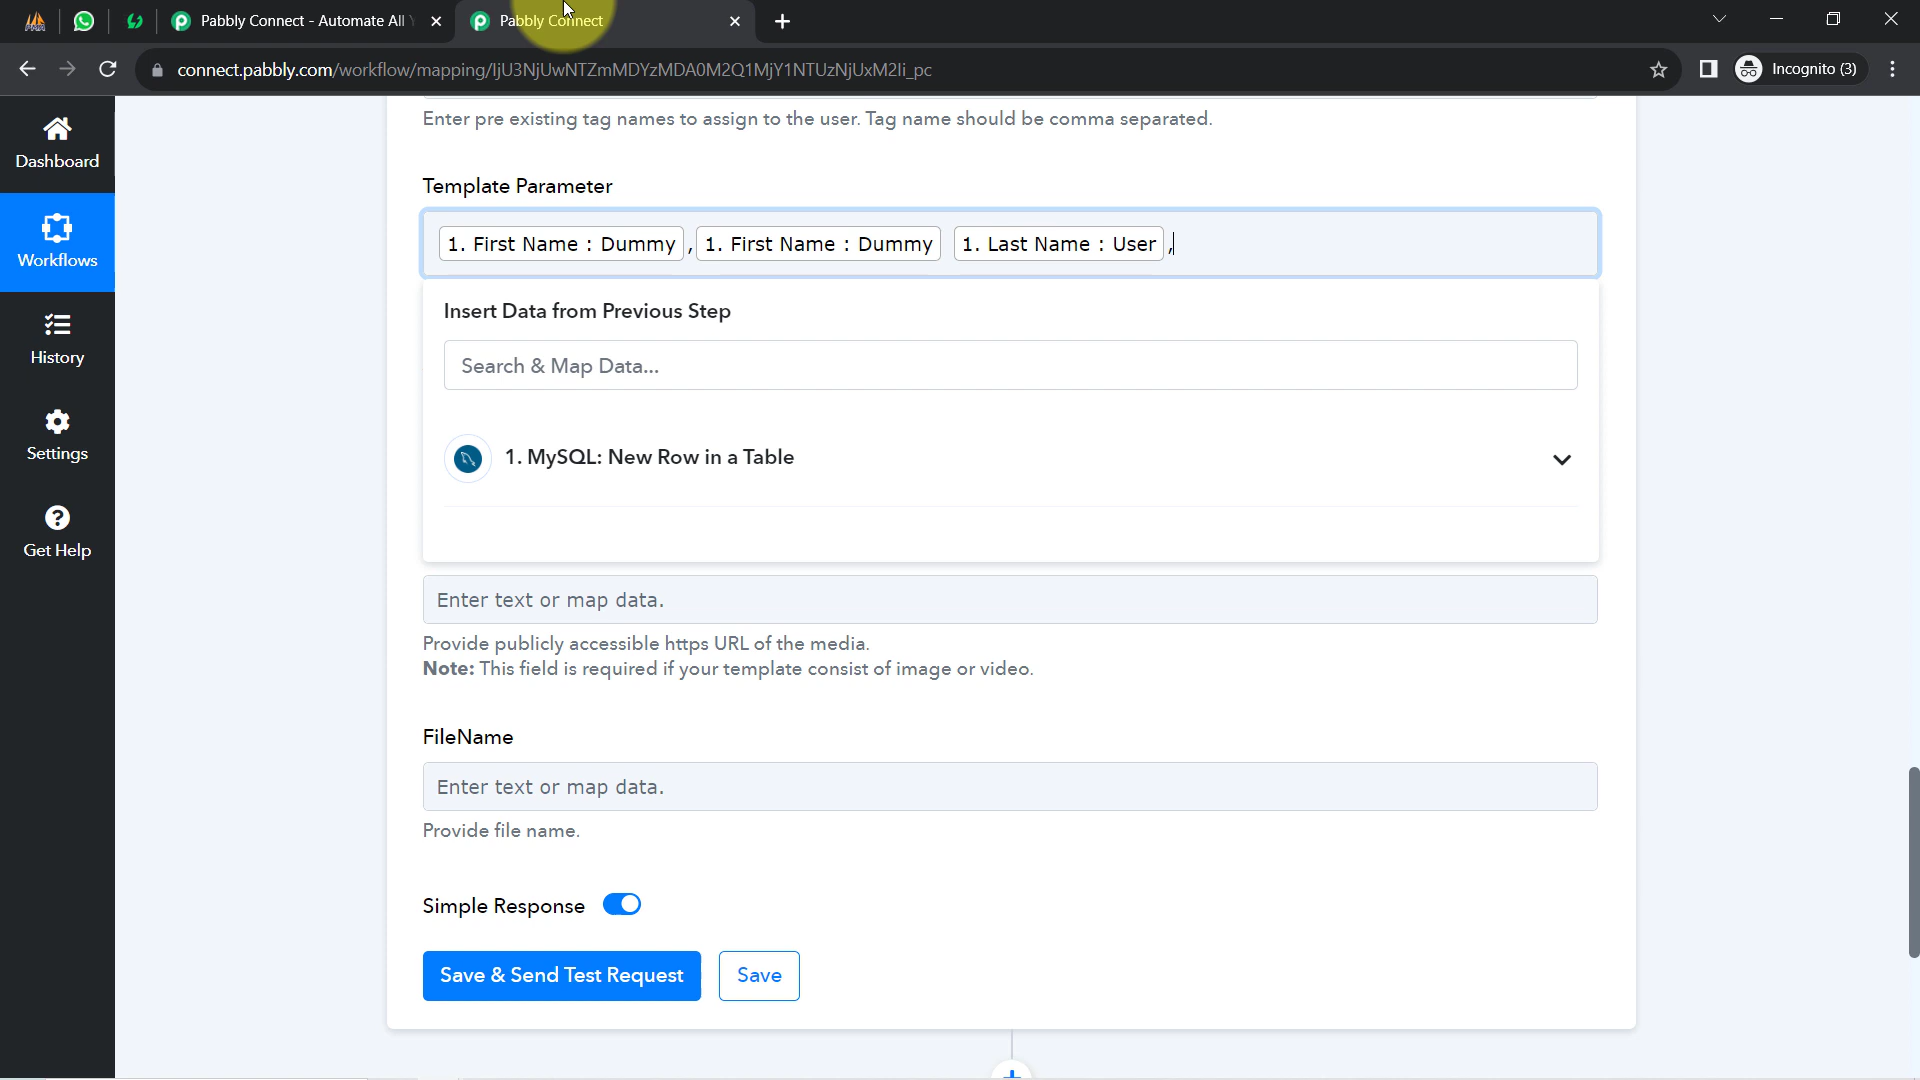 Pabbly Connect - Automate All Y
Pabbly Connect
connect.pabbly.com/workflow/mapping/IjU3NjUwNTZmMDYzMDA0M2Q1MjY1NTUzNjUxM2Ii_pc
Incognito (3)
Dashboard
Workflows
History
Settings
Get Help
Enter pre existing tag names to assign to the user. Tag name should be comma separated.
Template Parameter
1. First Name : Dummy , 1. First Name : Dummy 1. Last Name : User ,
Insert Data from Previous Step
Search & Map Data...
1. MySQL: New Row in a Table
Enter text or map data.
Provide publicly accessible https URL of the media.
Note: This field is required if your template consist of image or video.
FileName
Enter text or map data.
Provide file name.
Simple Response
Save & Send Test Request
Save